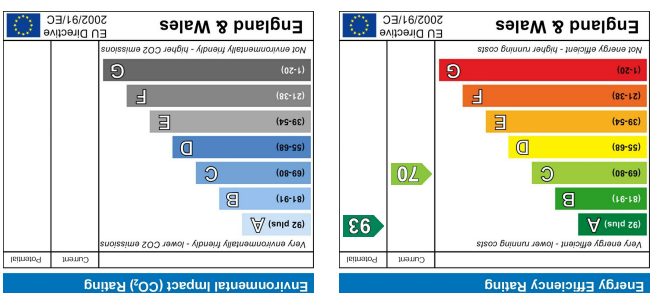 Energy Efficiency Rating
Current Potential
Very energy efficient - lower running costs
(92 plus) A
(81-91) B
(69-80) C
(55-68) D
(39-54) E
(21-38) F
(1-20) G
70
93
Not energy efficient - higher running costs
England & Wales
EU Directive
2002/91/EC
Environmental Impact (CO₂) Rating
Current Potential
Very environmentally friendly - lower CO2 emissions
(92 plus) A
(81-91) B
(69-80) C
(55-68) D
(39-54) E
(21-38) F
(1-20) G
Not environmentally friendly - higher CO2 emissions
England & Wales
EU Directive
2002/91/EC